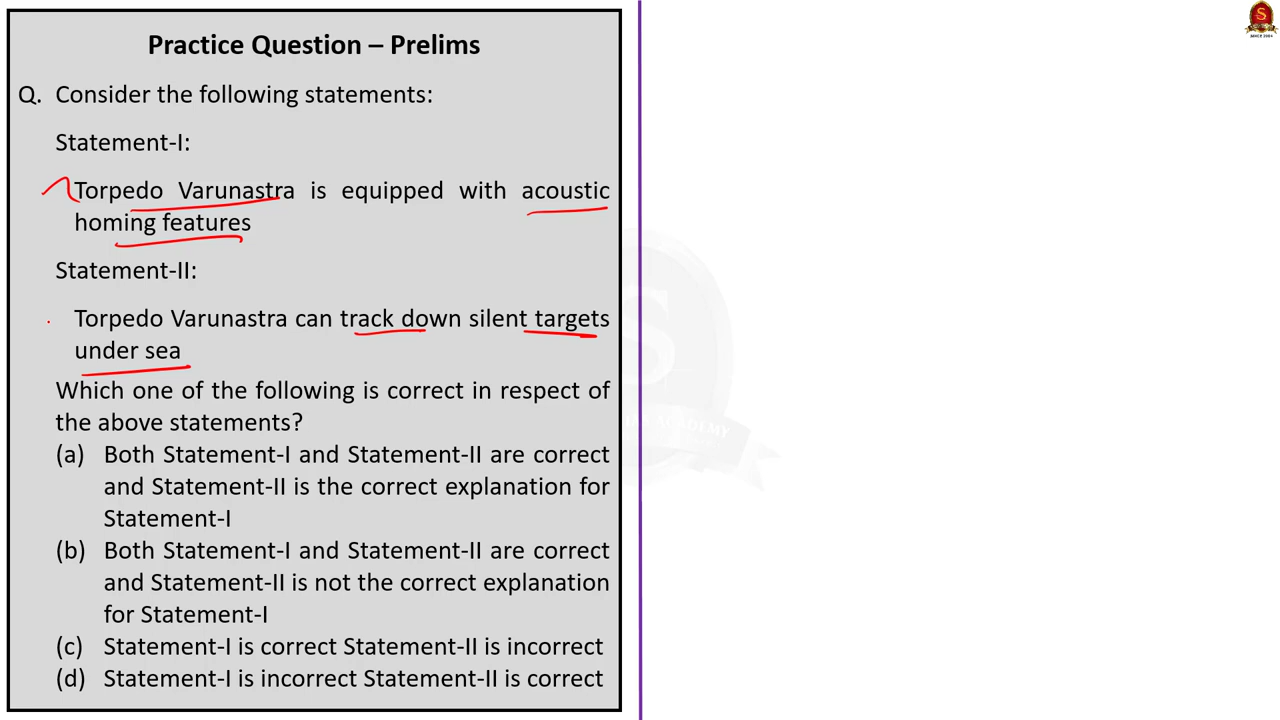 Practice Question – Prelims
Q. Consider the following statements:
Statement-I:
Torpedo Varunastra is equipped with acoustic
homing features
Statement-II:
Torpedo Varunastra can track down silent targets
under sea
Which one of the following is correct in respect of
the above statements?
(a) Both Statement-I and Statement-II are correct
and Statement-II is the correct explanation for
Statement-I
(b) Both Statement-I and Statement-II are correct
and Statement-II is not the correct explanation
for Statement-I
(c) Statement-I is correct Statement-II is incorrect
(d) Statement-I is incorrect Statement-II is correct
S
SINCE 2004
S
ACADEMY